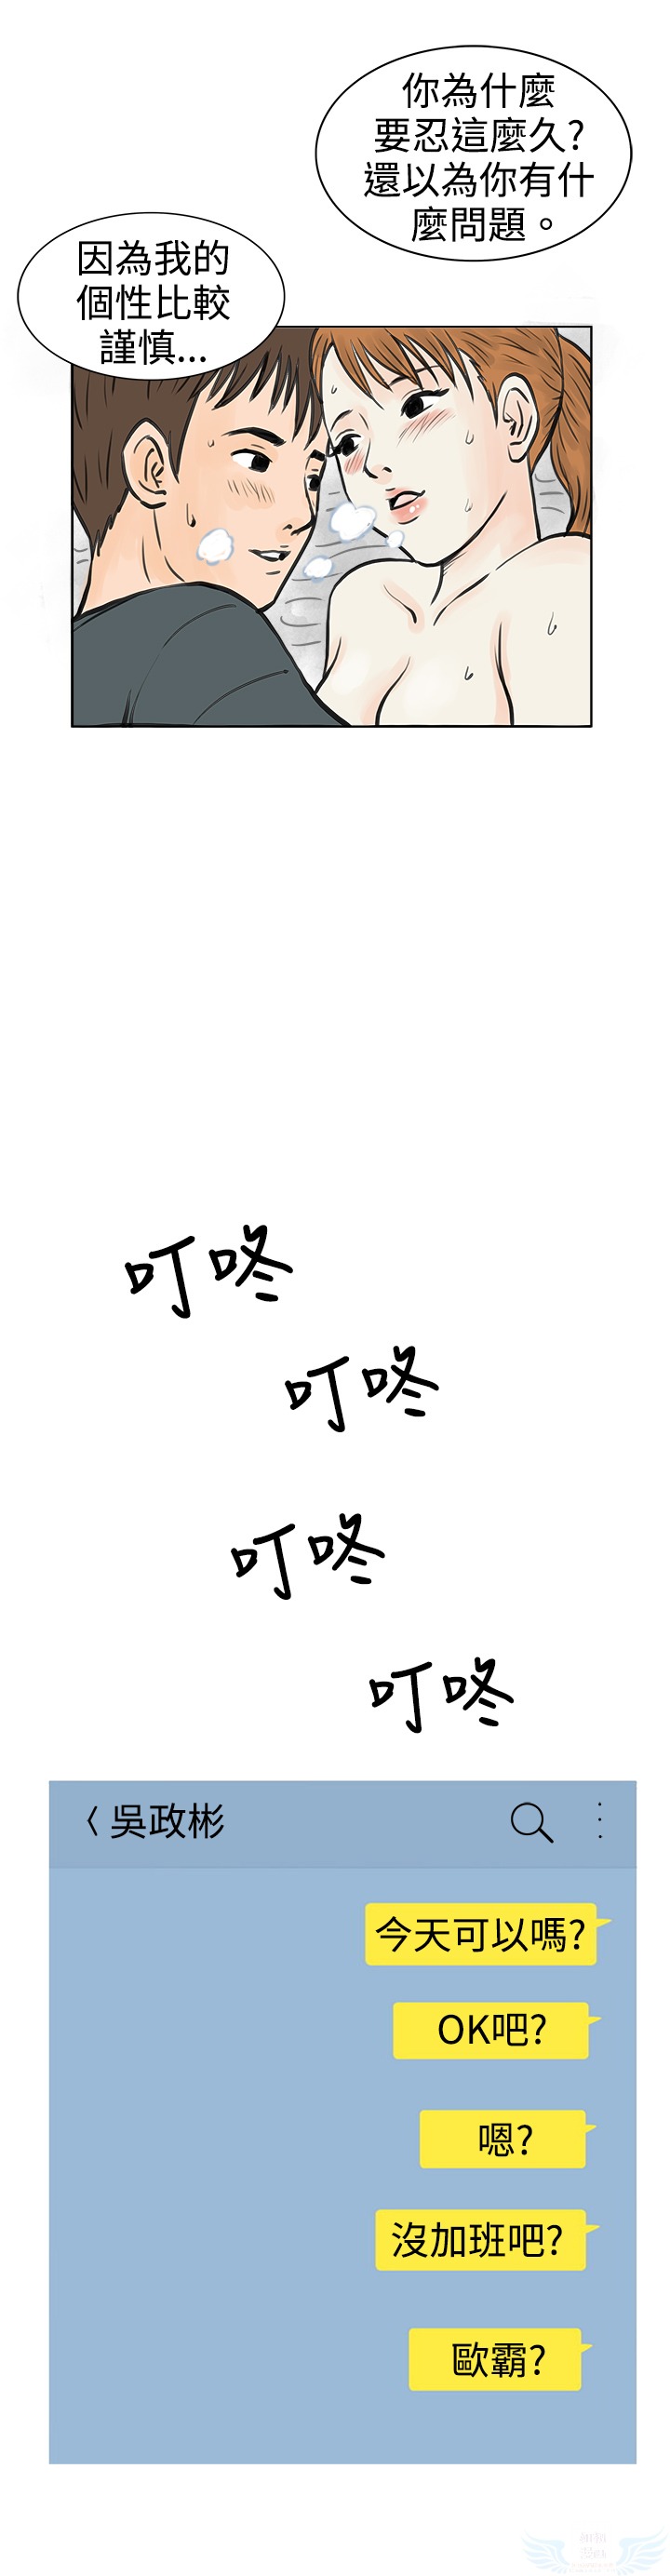 你為什麼
要忍這麼久?
還以為你有什
麼問題。
因為我的
個性比較
謹慎...
叮咚
叮咚
叮咚
叮咚
吳政彬
今天可以嗎?
OK吧?
嗯?
沒加班吧?
歐霸?